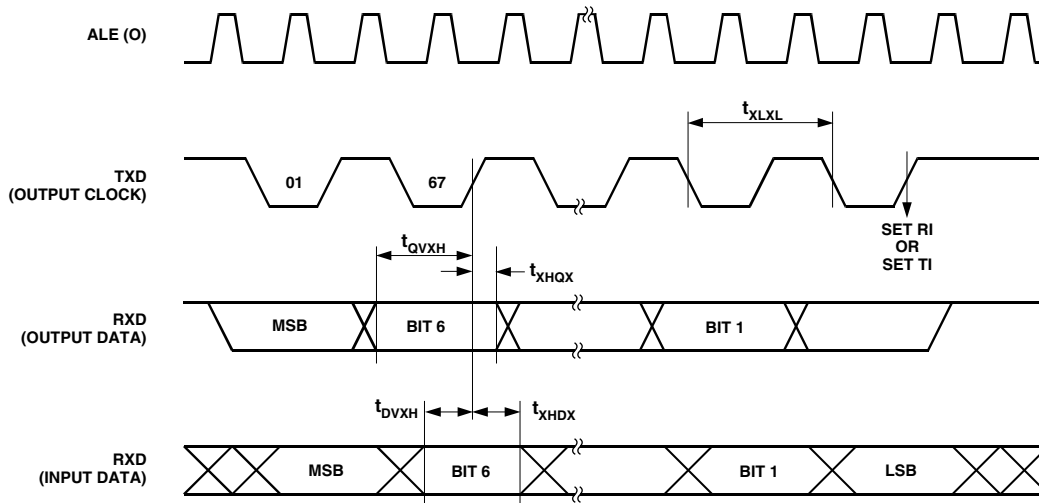 ALE (O)
tXLXL
TXD
(OUTPUT CLOCK)
01
67
SET RI
OR
SET TI
tQVXH
tXHQX
RXD
(OUTPUT DATA)
MSB
BIT 6
BIT 1
tDVXH
tXHDX
RXD
(INPUT DATA)
MSB
BIT 6
BIT 1
LSB